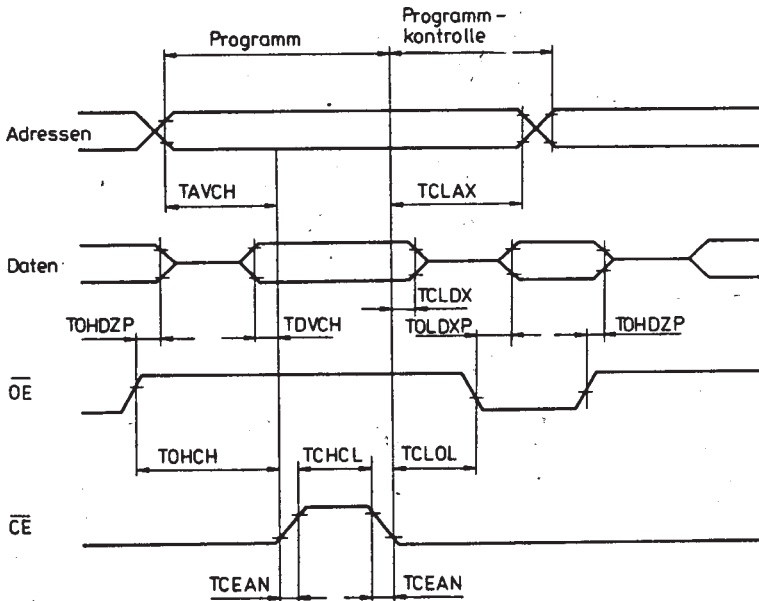 Programm
Programm-
kontrolle
Adressen
TAVCH
TCLAX
Daten
TOHDZP
TDVCH
TCLDX
TOLDXP
TOHDZP
OE
TOHCH
TCHCL
TCLOL
CE
TCEAN
TCEAN